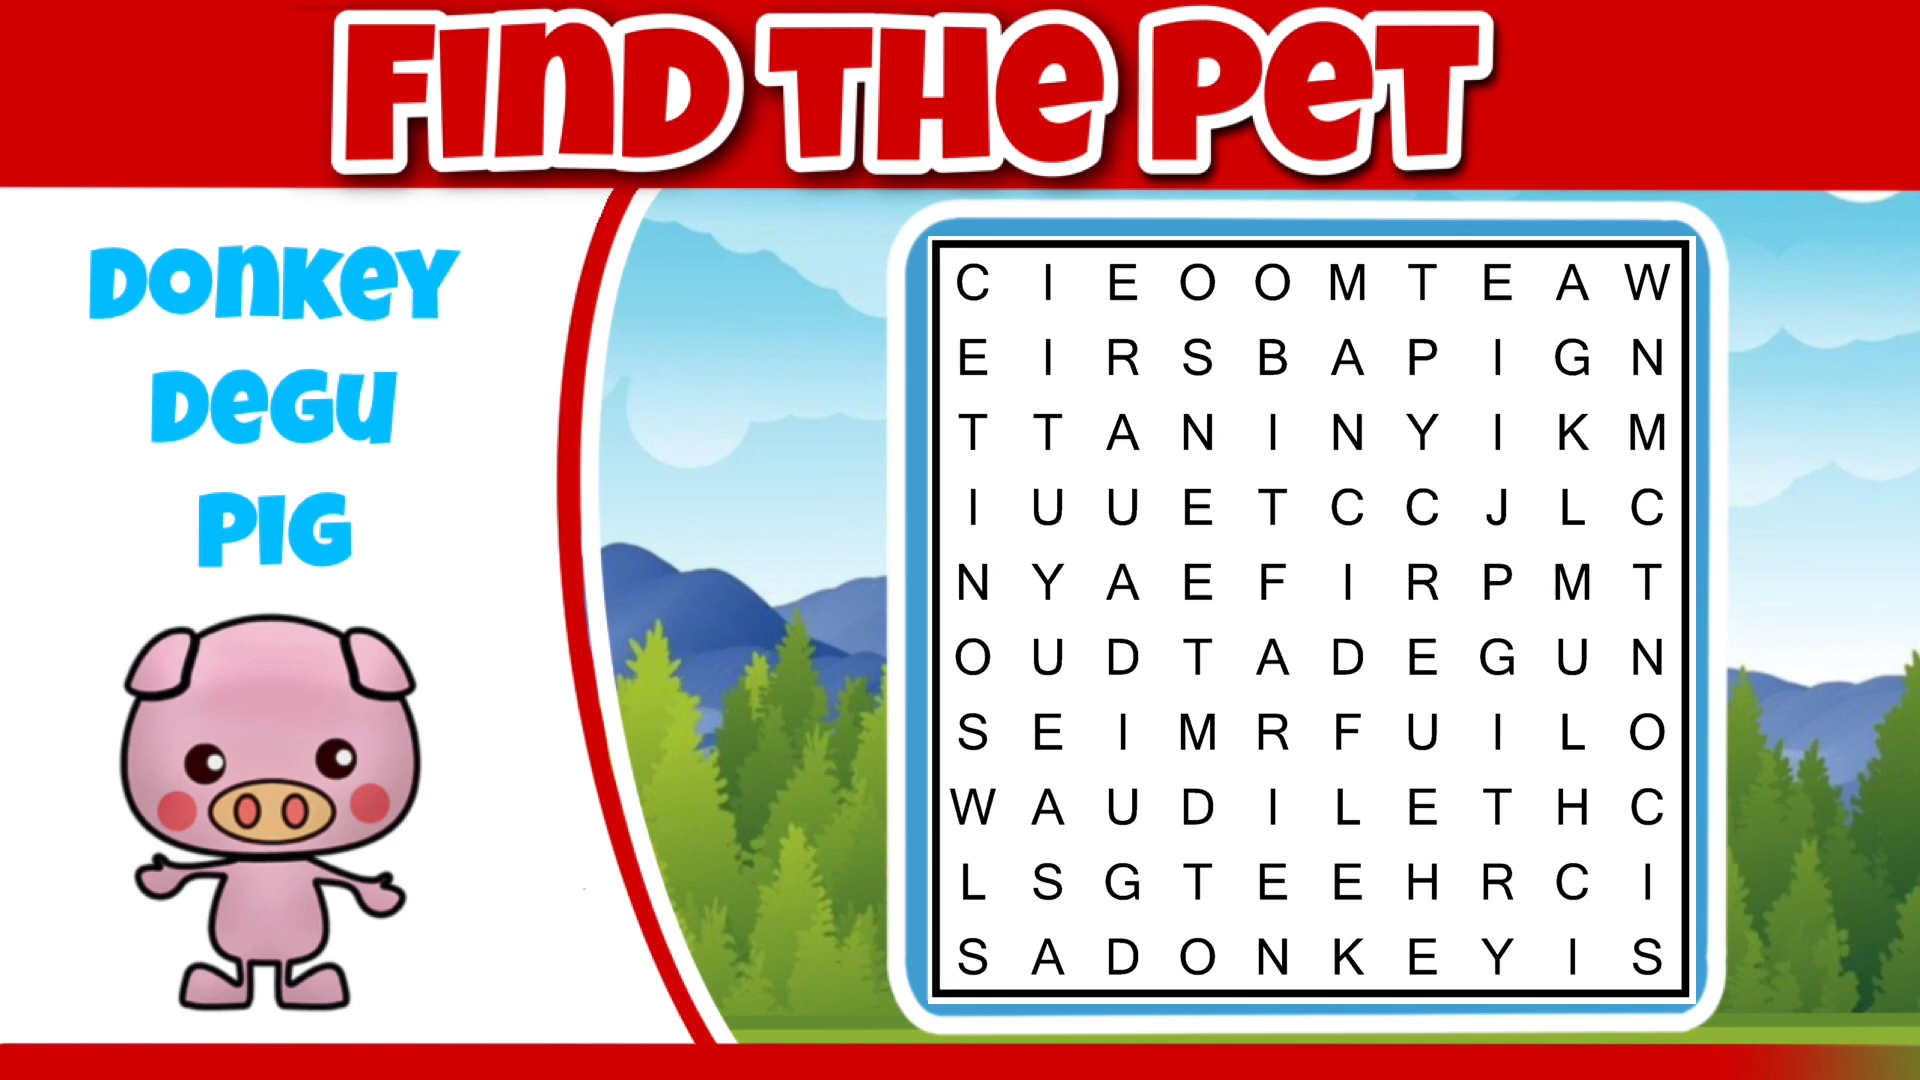 FIND THE PET
DONKEY
DEGU
PIG
C I E O O M T E A W
E I R S B A P I G N
T T A N I N Y I K M
I U U E T C C J L C
N Y A E F I R P M T
O U D T A D E G U N
S E I M R F U I L O
W A U D I L E T H C
L S G T E E H R C I
S A D O N K E Y I S